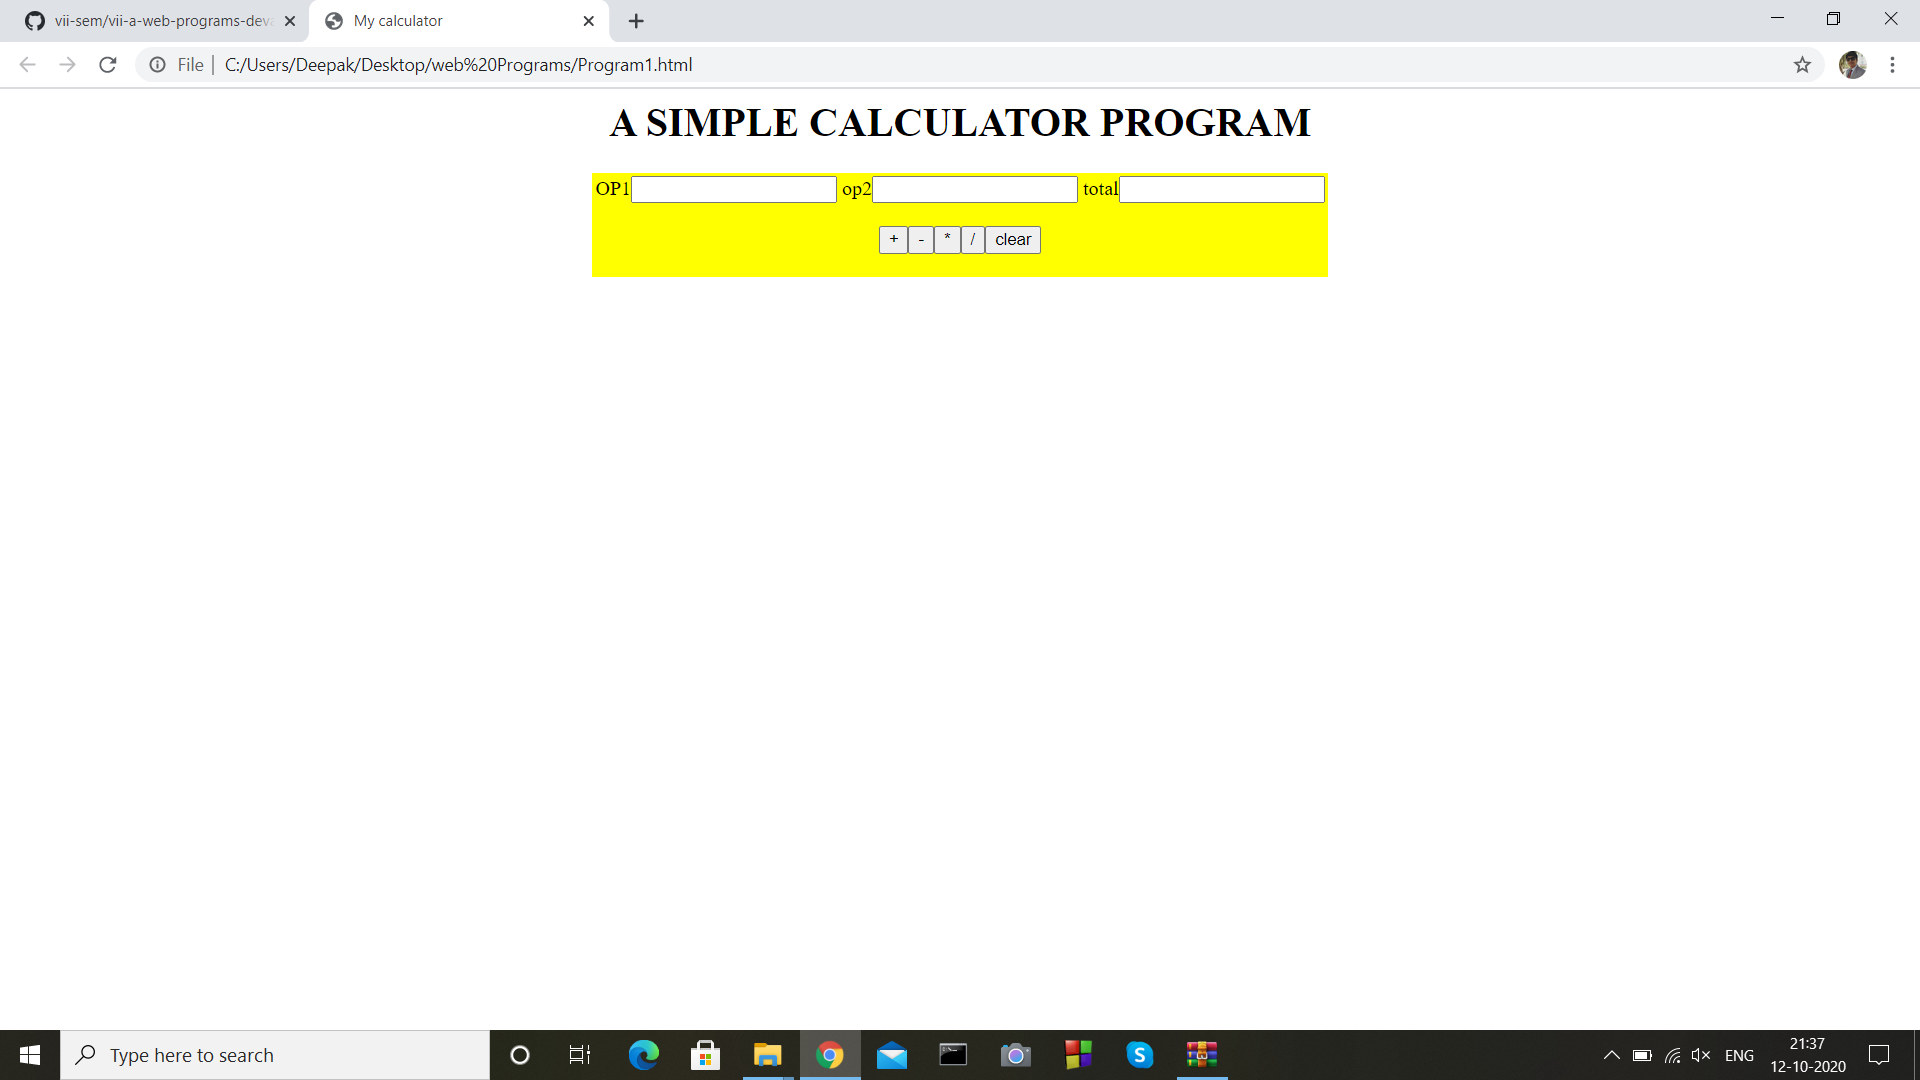 vii-sem/vii-a-web-programs-deva
My calculator
File | C:/Users/Deepak/Desktop/web%20Programs/Program1.html
A SIMPLE CALCULATOR PROGRAM
OP1 op2 total
+ - * / clear
Type here to search
ENG
21:37
12-10-2020